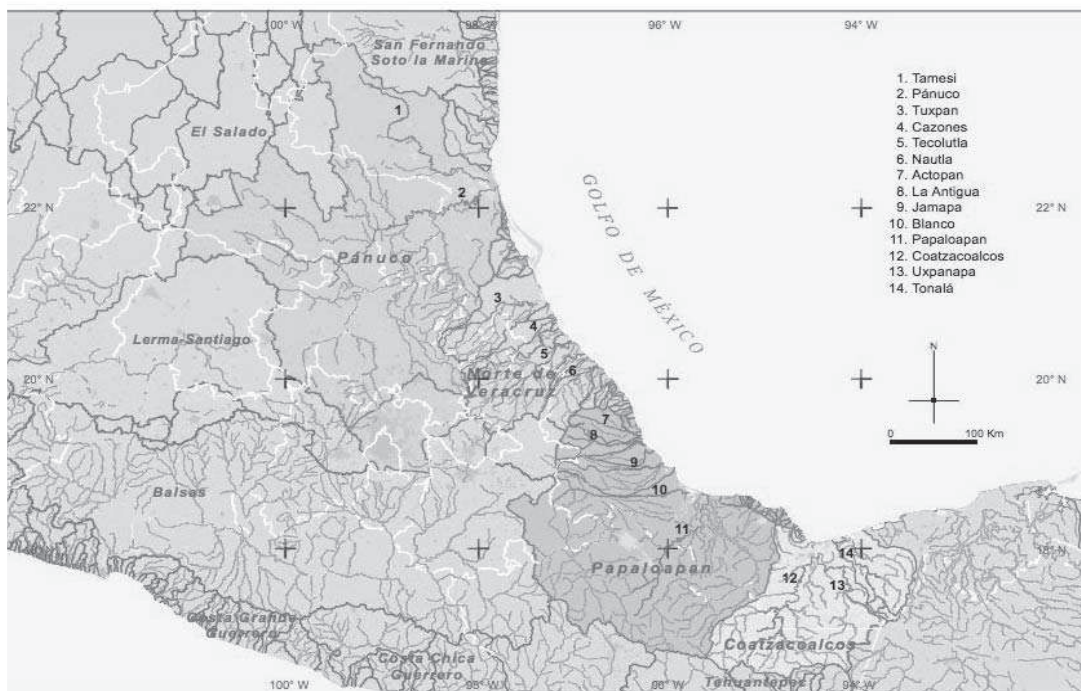 100° W
98° W
96° W
94° W
San Fernando
Soto la Marina
1. Tamesi
2. Pánuco
3. Tuxpan
4. Cazones
5. Tecolutla
6. Nautla
7. Actopan
8. La Antigua
9. Jamapa
10. Blanco
11. Papaloapan
12. Coatzacoalcos
13. Uxpanapa
14. Tonalá
1
El Salado
2
22° N
22° N
GOLFO DE MÉXICO
Pánuco
3
4
Lerma-Santiago
5
6
Norte de
Veracruz
20° N
20° N
N
7
8
0
100 Km
9
10
Balsas
11
18° N
14
Papaloapan
12
13
Costa Grande
Guerrero
Coatzacoalcos
Costa Chica
Guerrero
Tehuantepec
100° W
98° W
96° W
94° W